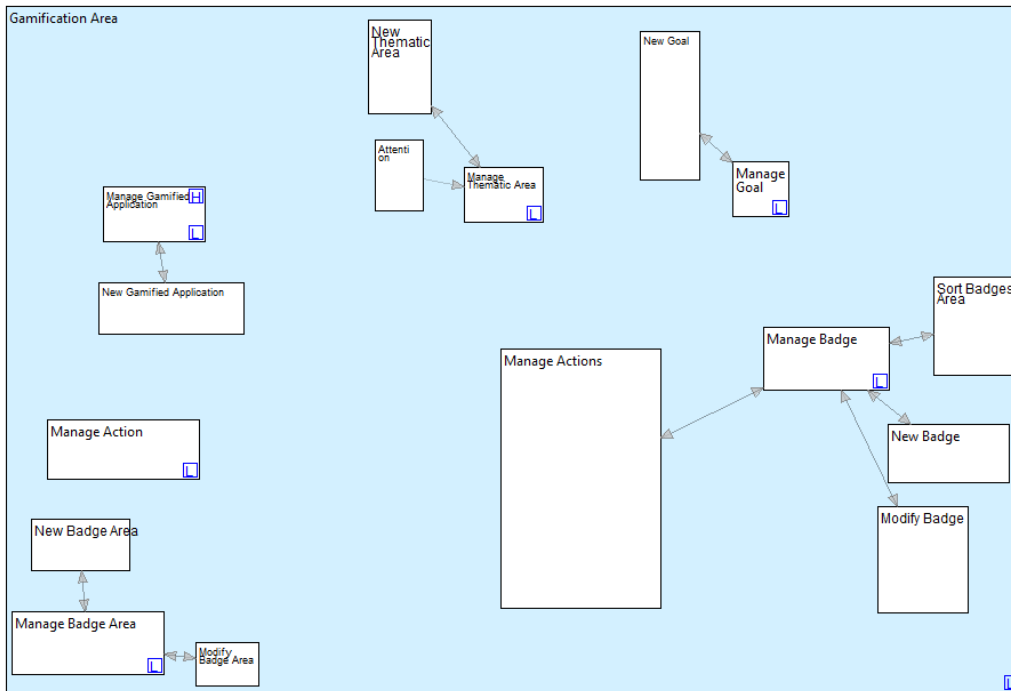 Gamification Area
New
Thematic
Area
New Goal
Attenti
on
Manage
Thematic Area
L
Manage
Goal
L
Manage Gamified
Application
H
L
New Gamified Application
Sort Badges
Area
Manage Badge
L
Manage Actions
Manage Action
L
New Badge
Modify Badge
New Badge Area
Manage Badge Area
L
Modify
Badge Area
L